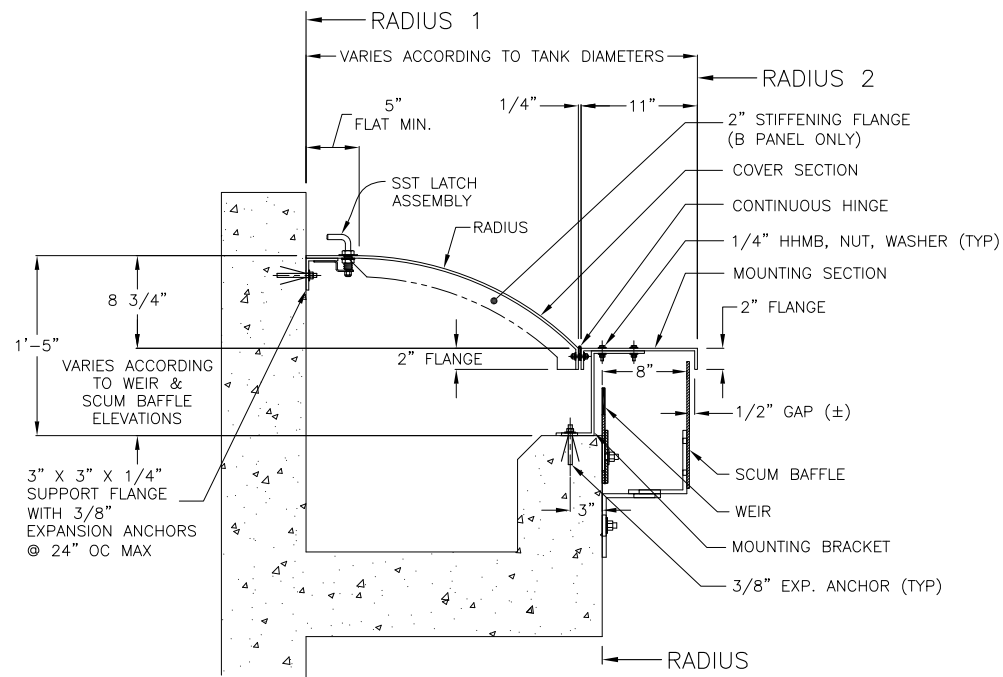 RADIUS 1
VARIES ACCORDING TO TANK DIAMETERS
RADIUS 2
1/4"
11"
5"
FLAT MIN.
2" STIFFENING FLANGE
(B PANEL ONLY)
COVER SECTION
SST LATCH
ASSEMBLY
CONTINUOUS HINGE
RADIUS
1/4" HHMB, NUT, WASHER (TYP)
MOUNTING SECTION
8 3/4"
2" FLANGE
1'-5"
2" FLANGE
VARIES ACCORDING
TO WEIR &
SCUM BAFFLE
ELEVATIONS
8"
1/2" GAP (±)
3" X 3" X 1/4"
SUPPORT FLANGE
WITH 3/8"
EXPANSION ANCHORS
@ 24" OC MAX
SCUM BAFFLE
3"
WEIR
MOUNTING BRACKET
3/8" EXP. ANCHOR (TYP)
RADIUS